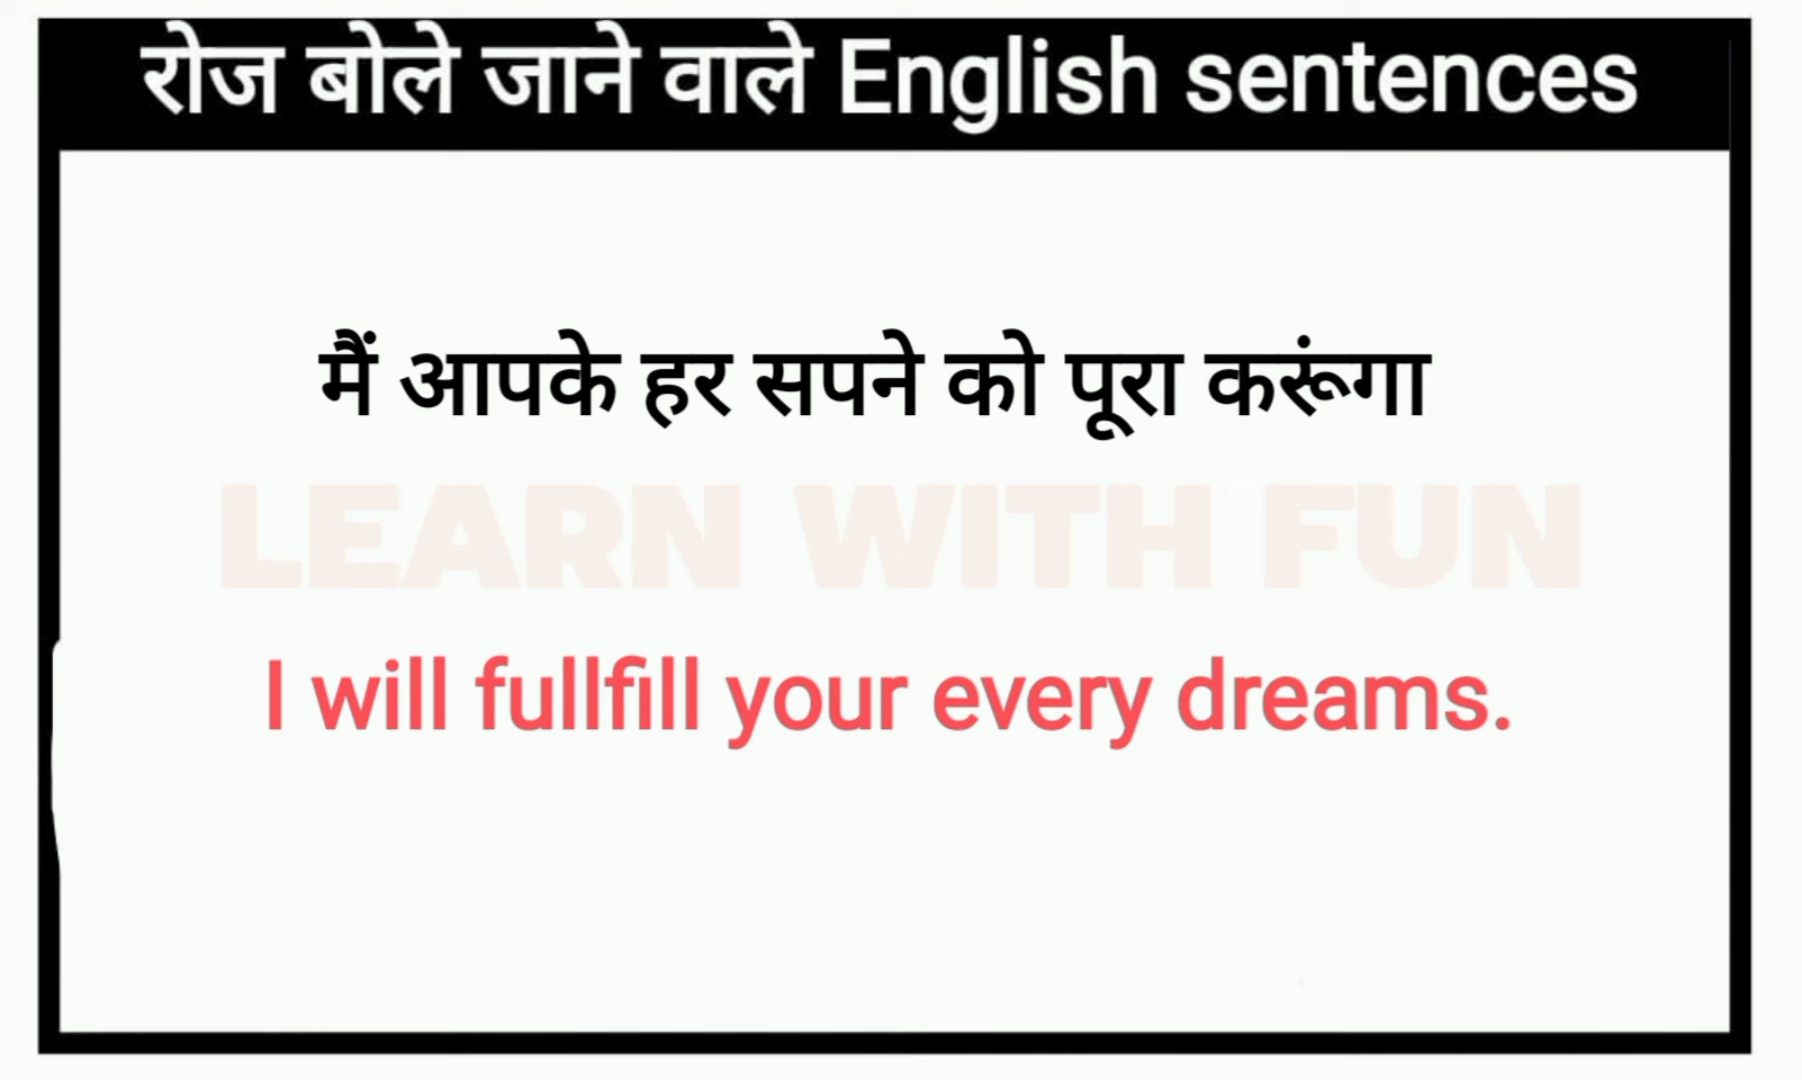 रोज बोले जाने वाले English sentences
मैं आपके हर सपने को पूरा करूंगा
LEARN WITH FUN
I will fullfill your every dreams.